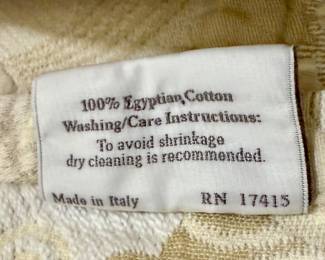 100% Egyptian Cotton
Washing/Care Instructions:
To avoid shrinkage
dry cleaning is recommended.
Made in Italy RN 17415